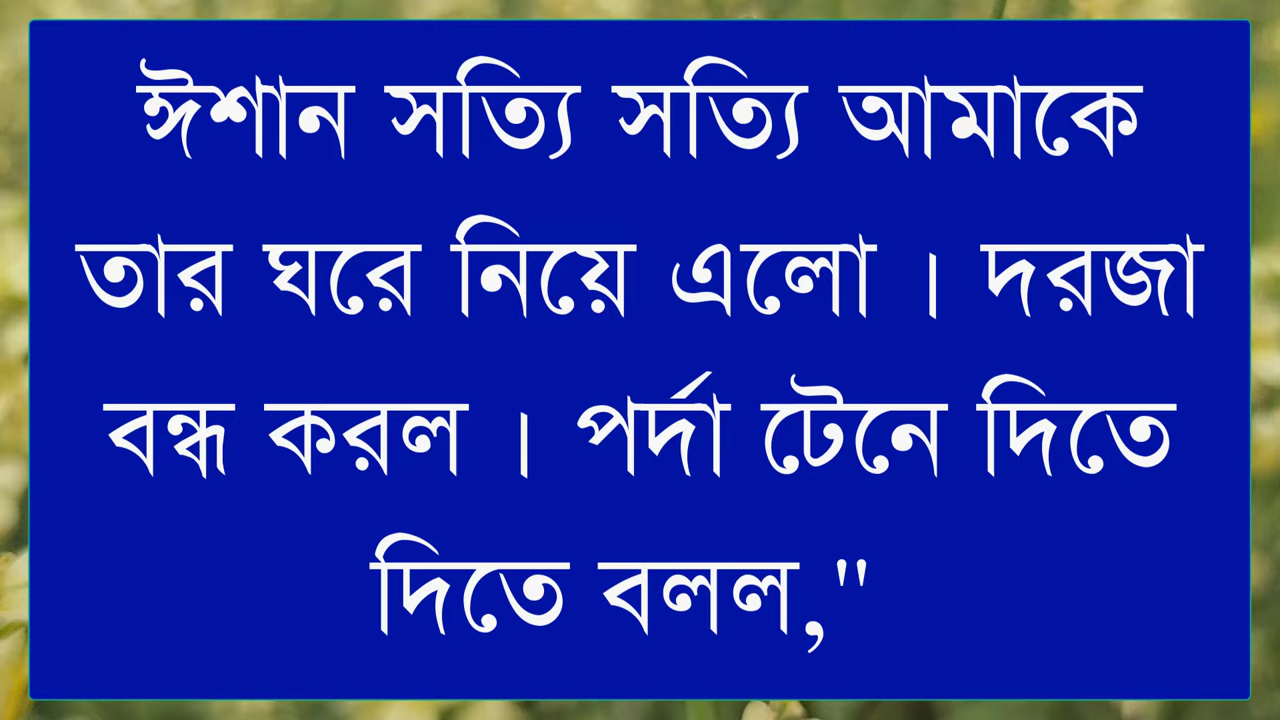 ঈশান সত্যি সত্যি আমাকে
তার ঘরে নিয়ে এলো । দরজা
বন্ধ করল । পর্দা টেনে দিতে
দিতে বলল,"